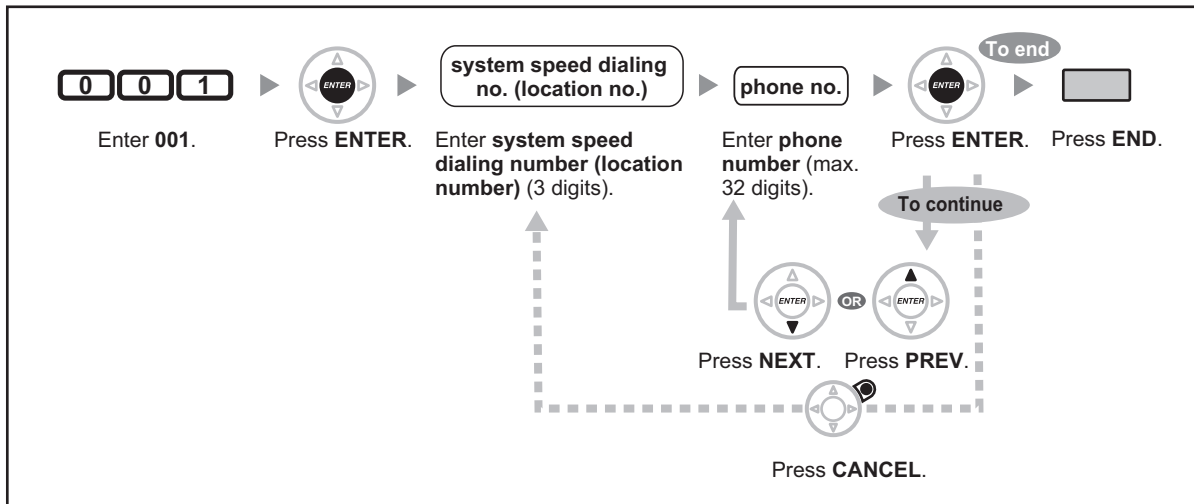 To end
0 0 1
ENTER
system speed dialing
no. (location no.)
phone no.
ENTER
Enter 001.
Press ENTER.
Enter system speed
dialing number (location
number) (3 digits).
Enter phone
number (max.
32 digits).
Press ENTER.
Press END.
To continue
ENTER
OR
ENTER
Press NEXT.
Press PREV.
Press CANCEL.